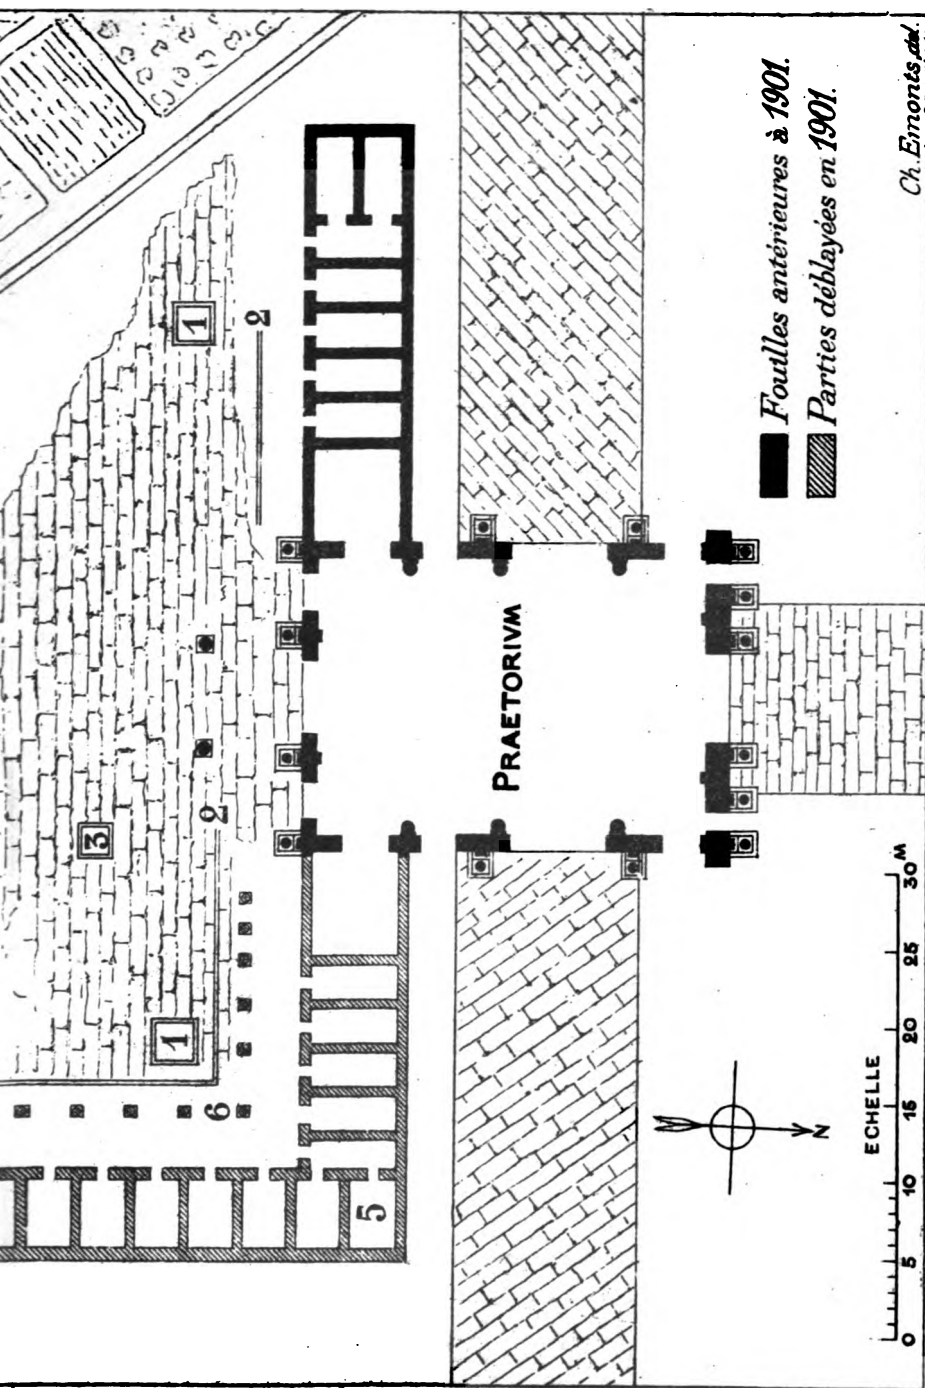 1
2
3
2
1
6
5
PRAETORIVM
Fouilles antérieures à 1901.
Parties déblayées en 1901.
Ch. Emonts, del.
N
ECHELLE
0 5 10 15 20 25 30 M